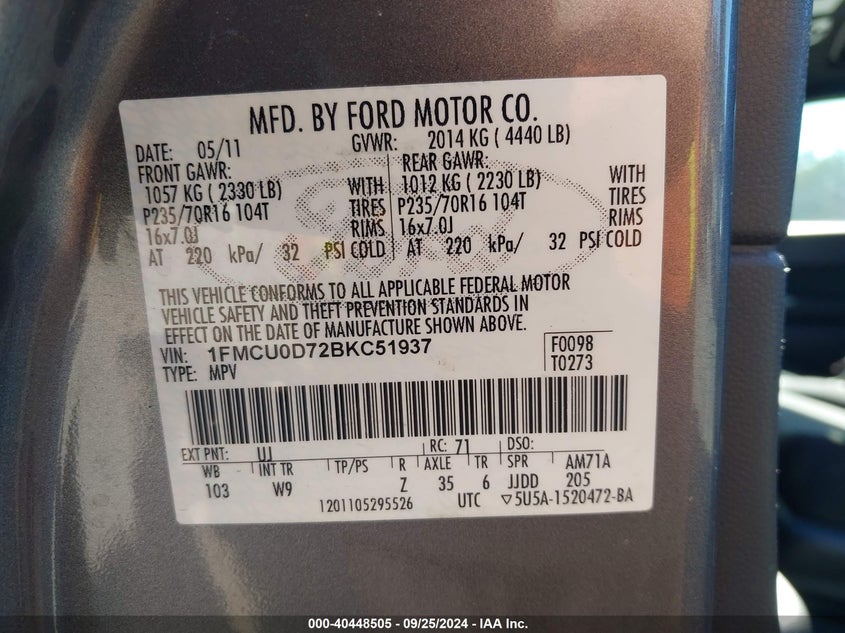 MFD. BY FORD MOTOR CO.
DATE: 05/11 GVWR: 2014 KG ( 4440 LB)
FRONT GAWR: REAR GAWR:
1057 KG ( 2330 LB) WITH 1012 KG ( 2230 LB) WITH
P235/70R16 104T TIRES P235/70R16 104T TIRES
16x7.0J RIMS 16x7.0J RIMS
AT 220 kPa/ 32 PSI COLD AT 220 kPa/ 32 PSI COLD
THIS VEHICLE CONFORMS TO ALL APPLICABLE FEDERAL MOTOR
VEHICLE SAFETY AND THEFT PREVENTION STANDARDS IN
EFFECT ON THE DATE OF MANUFACTURE SHOWN ABOVE.
VIN: 1FMCU0D72BKC51937 F0098
TYPE: MPV T0273
EXT PNT: UJ RC: 71 DSO:
WB INT TR TP/PS R AXLE TR SPR AM71A
103 W9 Z 35 6 JJDD 205
1201105295526 UTC ▽5U5A-1520472-BA
000-40448505 - 09/25/2024 - IAA Inc.